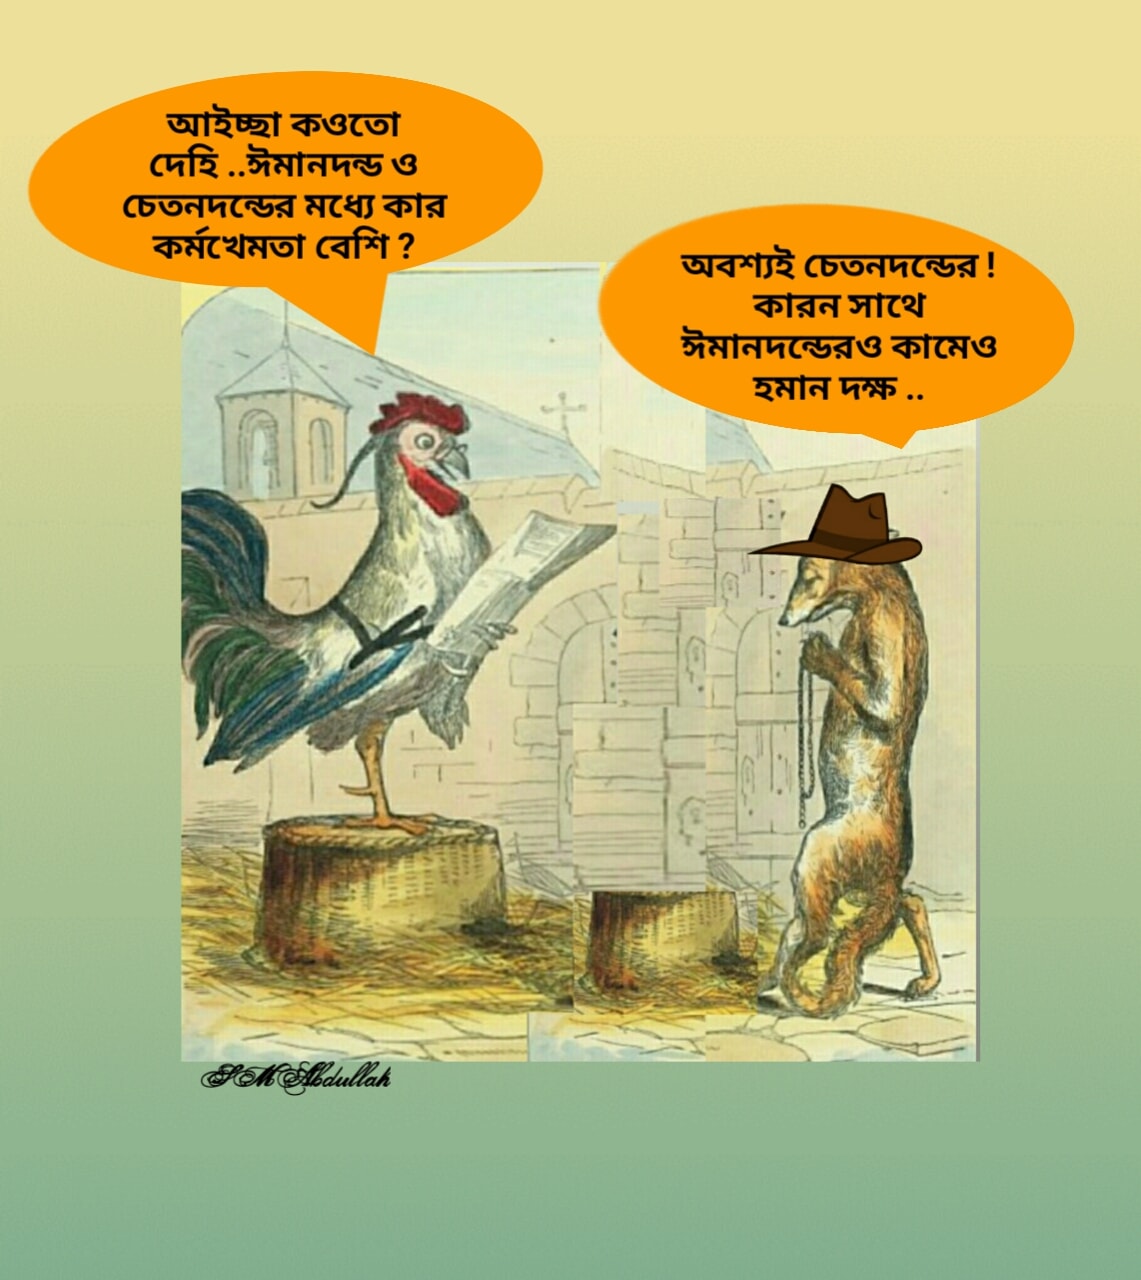 আইচ্ছা কওতো
দেহি ..ঈমানদন্ড ও
চেতনদন্ডের মধ্যে কার
কর্মখেমতা বেশি ?
অবশ্যই চেতনদন্ডের !
কারন সাথে
ঈমানদন্ডেরও কামেও
হমান দক্ষ ..
S M Abdullah